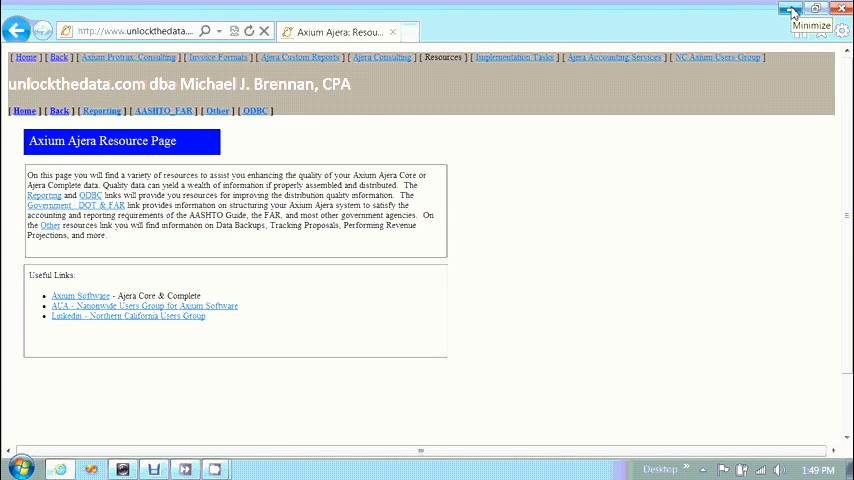 Minimize
http://www.unlockthedata...
Axium Ajera: Resou...
[ Home ] [ Back ] [ Axium Protrax Consulting ] [ Invoice Formats ] [ Ajera Custom Reports ] [ Ajera Consulting ] [ Resources ] [ Implementation Tasks ] [ Ajera Accounting Services ] [ NC Axium Users Group ]
unlockthedata.com dba Michael J. Brennan, CPA
[ Home ] [ Back ] [ Reporting ] [ AASHTO_FAR ] [ Other ] [ ODBC ]
Axium Ajera Resource Page
On this page you will find a variety of resources to assist you enhancing the quality of your Axium Ajera Core or
Ajera Complete data. Quality data can yield a wealth of information if properly assembled and distributed. The
Reporting and ODBC links will provide you resources for improving the distribution quality information. The
Government - DOT & FAR link provides information on structuring your Axium Ajera system to satisfy the
accounting and reporting requirements of the AASHTO Guide, the FAR, and most other government agencies. On
the Other resources link you will find information on Data Backups, Tracking Proposals, Performing Revenue
Projections, and more.
Useful Links:
Axium Software - Ajera Core & Complete
AUA - Nationwide Users Group for Axium Software
Linkedin - Northern California Users Group
Desktop
1:49 PM